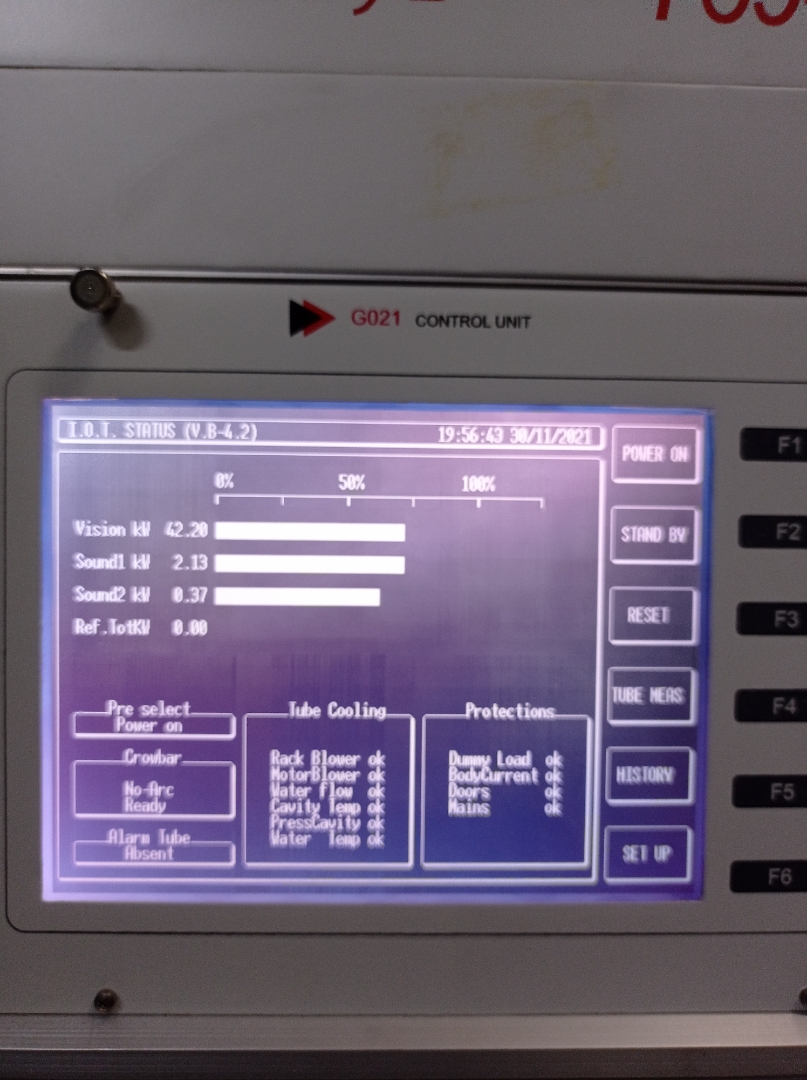 G021 CONTROL UNIT
I.O.T. STATUS (V.B-4.2) 19:56:43 30/11/2021
0% 50% 100%
Vision kW 42.20
Sound1 kW 2.13
Sound2 kW 0.37
Ref.TotKW 0.00
Pre select
Power on
Crowbar
No-Arc
Ready
Alarm Tube
Absent
Tube Cooling
Rack Blower ok
MotorBlower ok
Water flow ok
Cavity Temp ok
PressCavity ok
Water Temp ok
Protections
Dummy Load ok
BodyCurrent ok
Doors ok
Mains ok
POWER ON
STAND BY
RESET
TUBE MEAS
HISTORY
SET UP
F1
F2
F3
F4
F5
F6